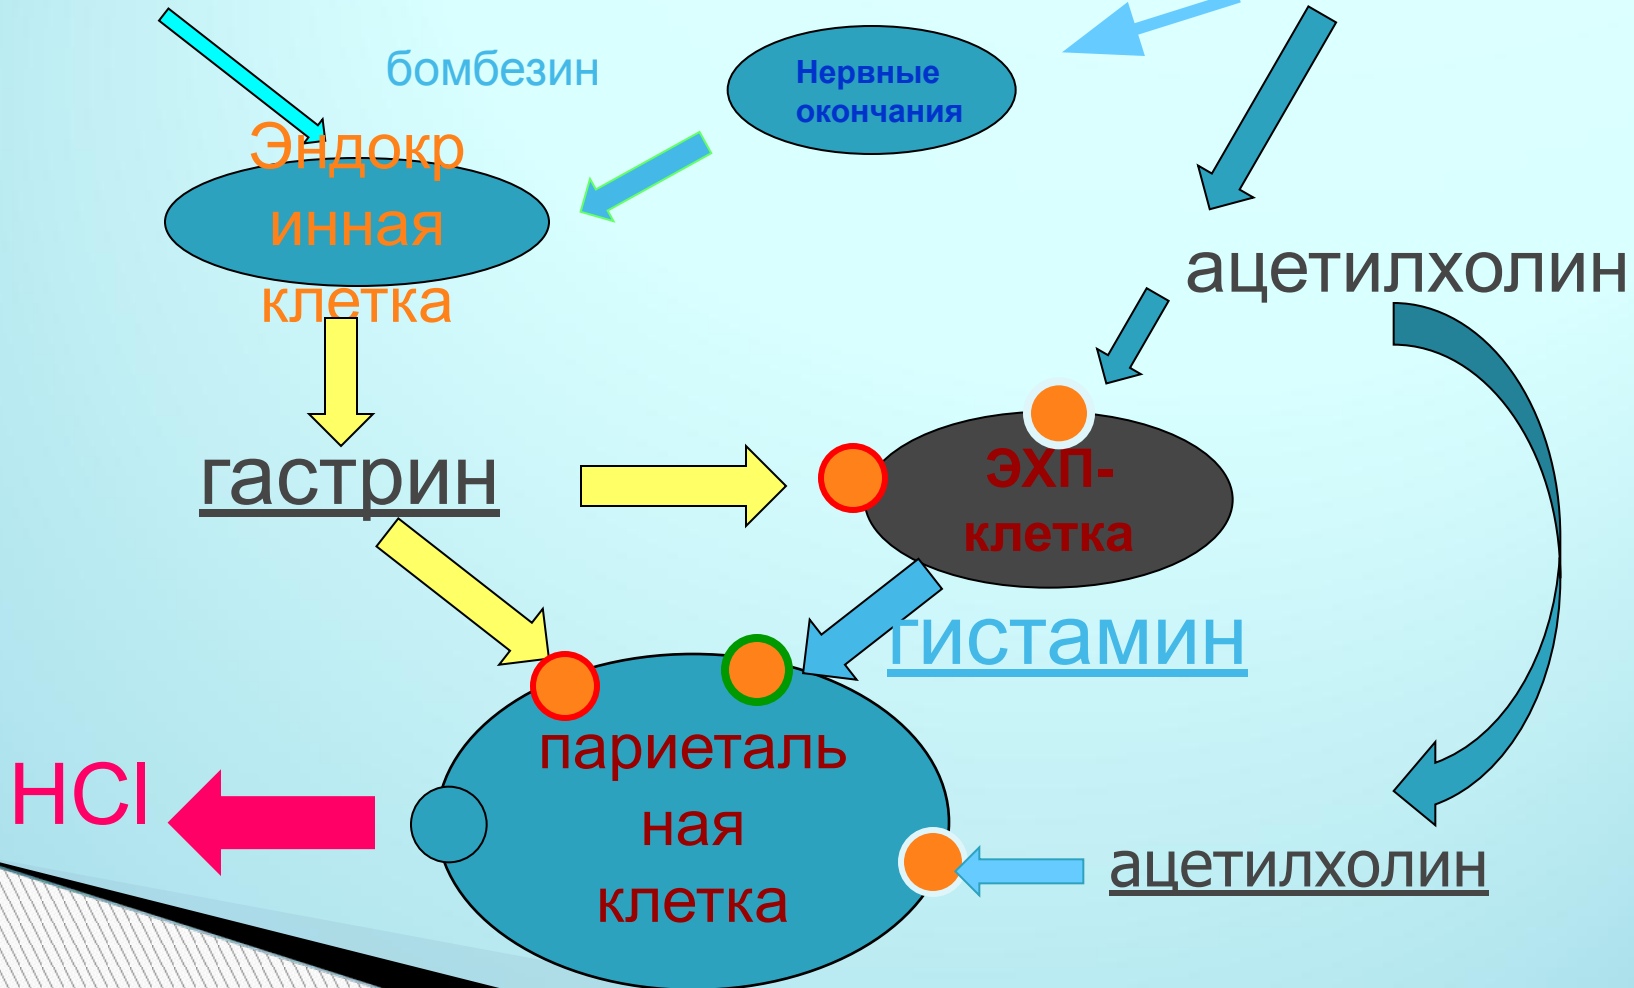 бомбезин
Нервные
окончания
Эндокр
инная
клетка
ацетилхолин
гастрин
ЭХП-
клетка
гистамин
париеталь
ная
клетка
HCl
ацетилхолин